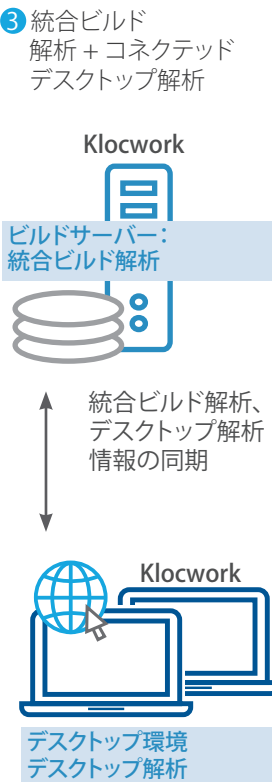 3 統合ビルド
解析 + コネクテッド
デスクトップ解析
Klocwork
ビルドサーバー：
統合ビルド解析
統合ビルド解析、
デスクトップ解析
情報の同期
Klocwork
デスクトップ環境
デスクトップ解析